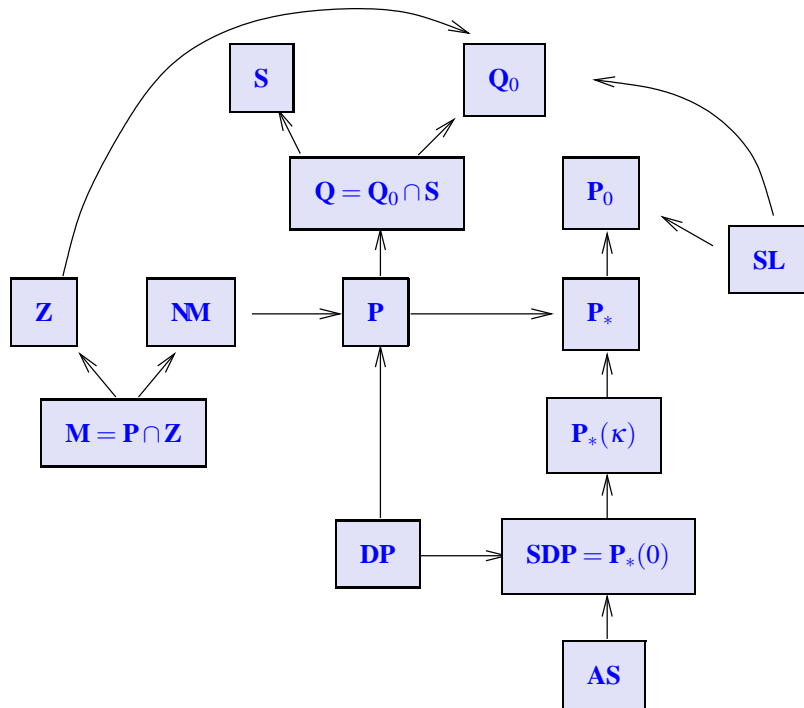 S
Q₀
Q = Q₀ ∩ S
P₀
SL
Z
NM
P
P∗
M = P ∩ Z
P∗(κ)
DP
SDP = P∗(0)
AS